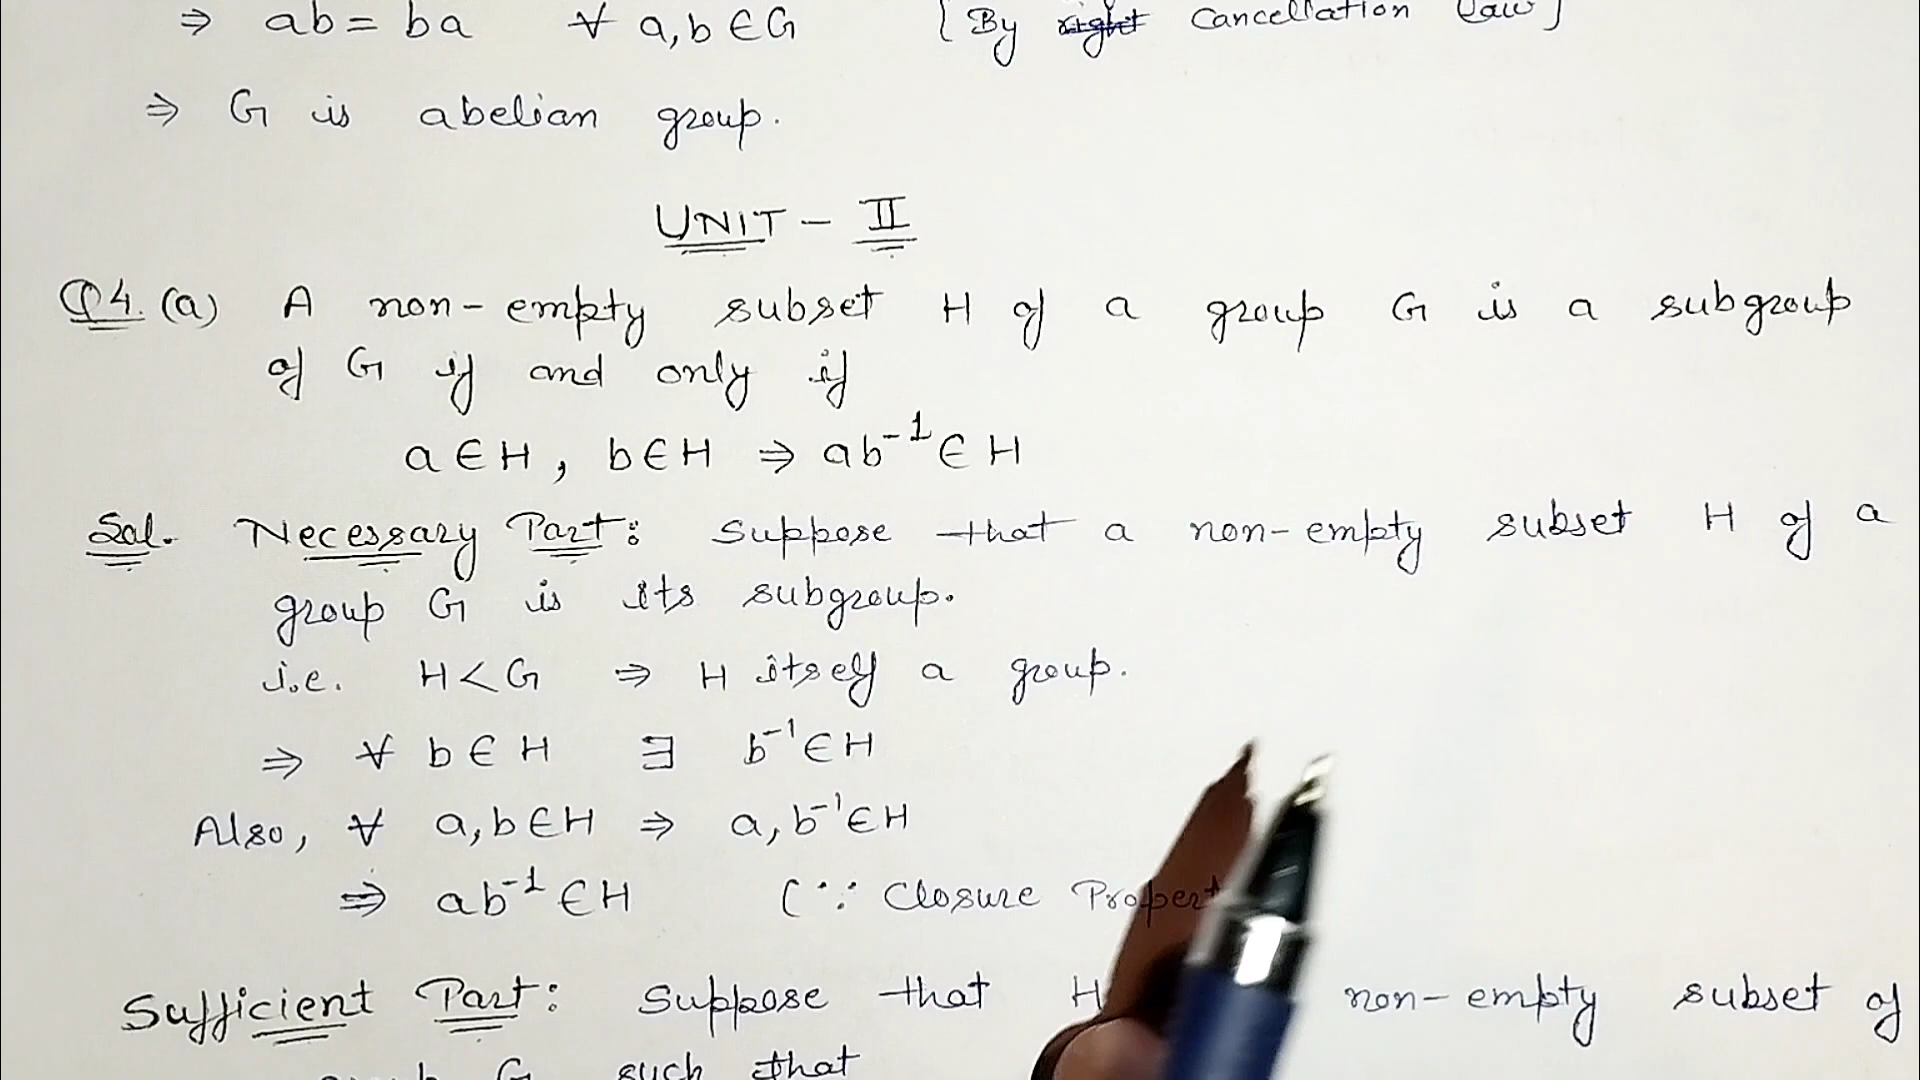 ⇒ ab = ba ∀ a,b ∈ G [By right Cancellation Law]
⇒ G is abelian group.
UNIT - II
Q4. (a) A non-empty subset H of a group G is a subgroup
of G if and only if
a ∈ H, b ∈ H ⇒ ab⁻¹ ∈ H
Sol. Necessary Part: Suppose that a non-empty subset H of a
group G is its subgroup.
i.e. H < G ⇒ H itself a group.
⇒ ∀ b ∈ H ∃ b⁻¹ ∈ H
Also, ∀ a,b ∈ H ⇒ a, b⁻¹ ∈ H
⇒ ab⁻¹ ∈ H (∵ Closure Propert
Sufficient Part: Suppose that H non-empty subset of
G such that